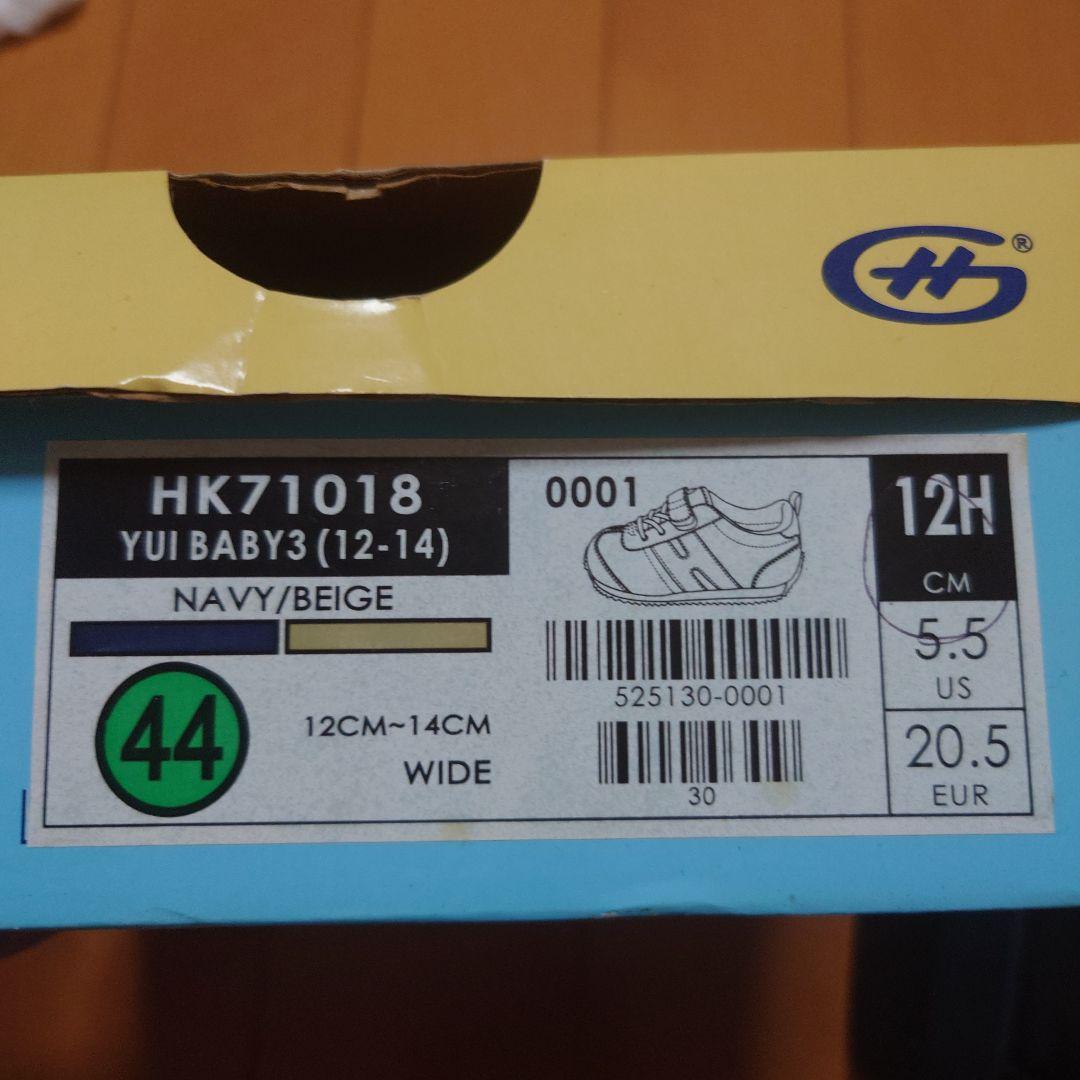 GH®
HK71018
YUI BABY3 (12-14)
NAVY/BEIGE
44
12CM~14CM
WIDE
0001
525130-0001
30
12H
CM
5.5
US
20.5
EUR